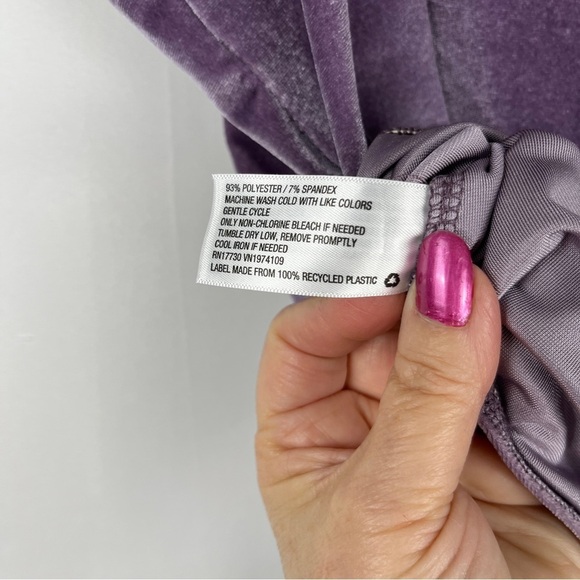 93% POLYESTER / 7% SPANDEX
MACHINE WASH COLD WITH LIKE COLORS
GENTLE CYCLE
ONLY NON-CHLORINE BLEACH IF NEEDED
TUMBLE DRY LOW, REMOVE PROMPTLY
COOL IRON IF NEEDED
RN17730 VN1974109
LABEL MADE FROM 100% RECYCLED PLASTIC